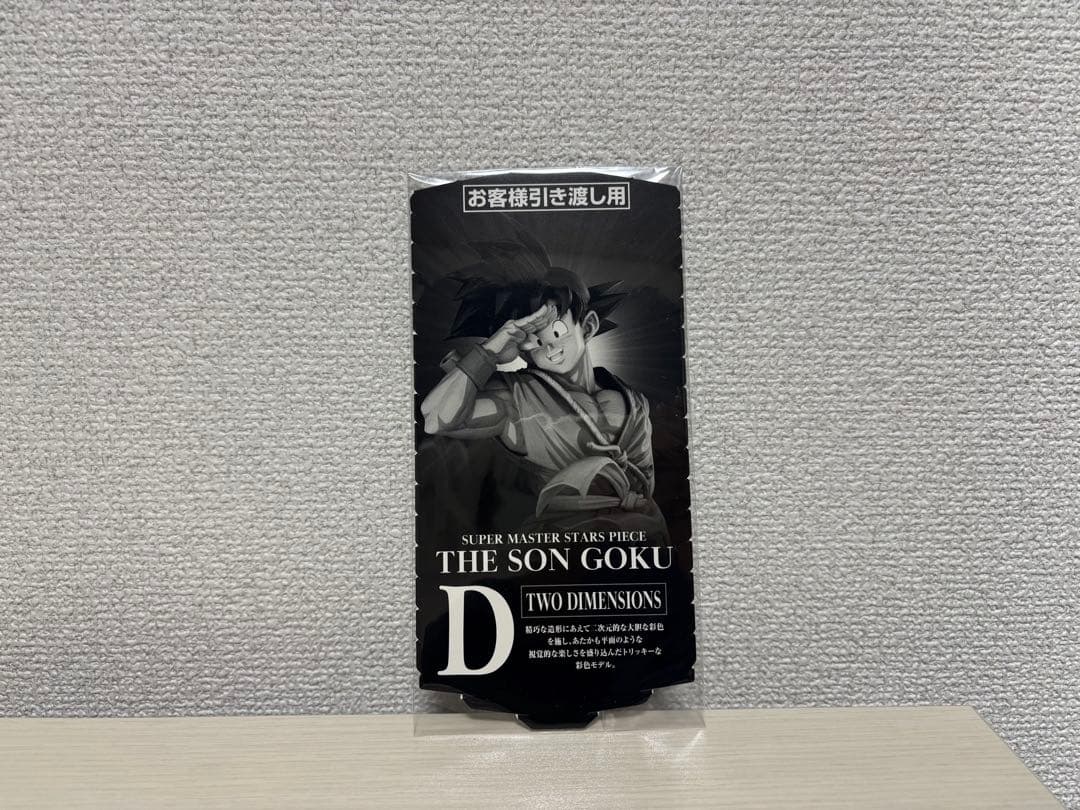 お客様引き渡し用
SUPER MASTER STARS PIECE
THE SON GOKU
D
TWO DIMENSIONS
精巧な造形にあえて二次元的な大胆な彩色
を施し、あたかも平面のような
視覚的な楽しさを盛り込んだトリッキーな
彩色モデル。